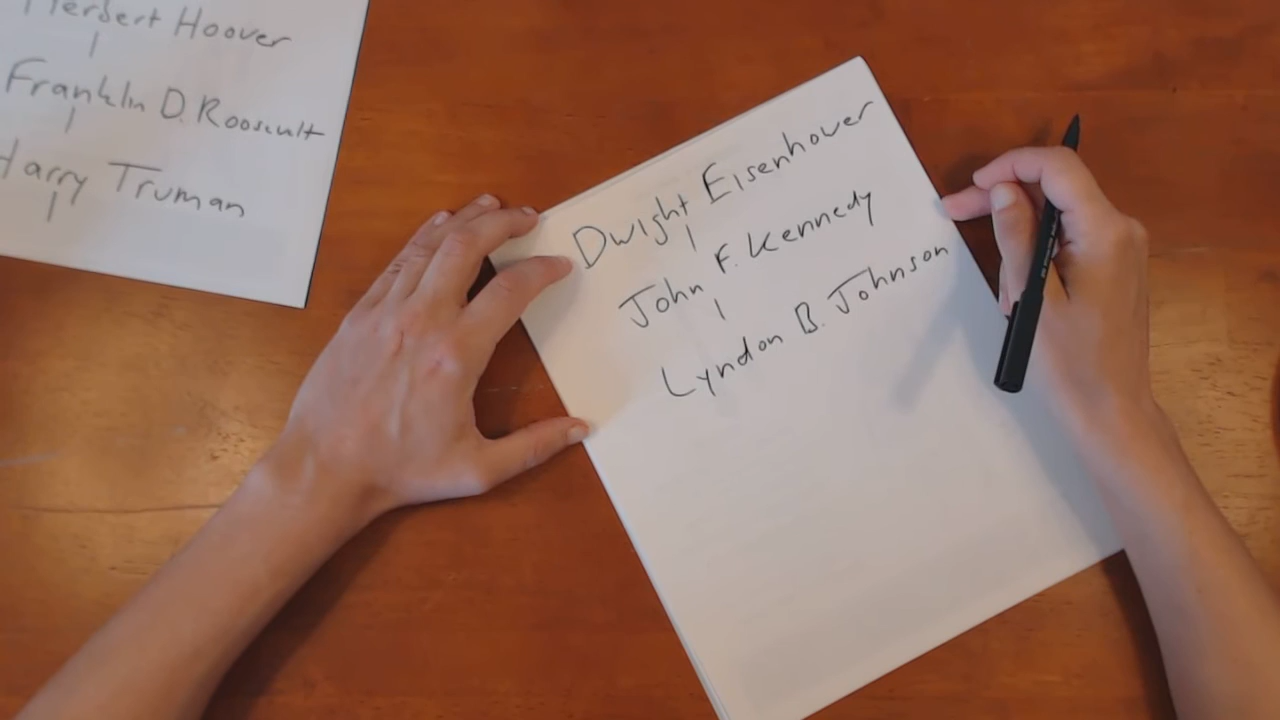 Herbert Hoover
Franklin D. Roosevelt
Harry Truman
Dwight Eisenhower
John F. Kennedy
Lyndon B. Johnson